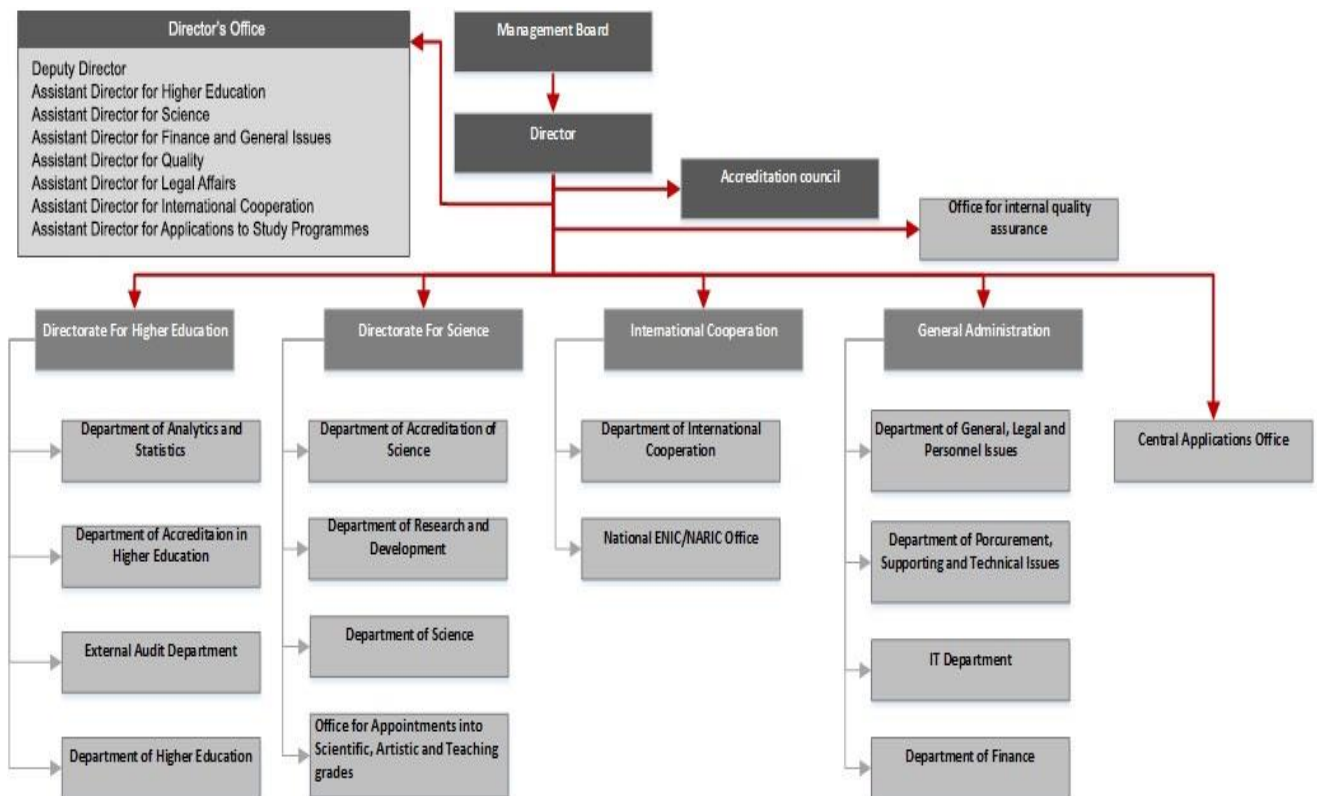 Director's Office
Deputy Director
Assistant Director for Higher Education
Assistant Director for Science
Assistant Director for Finance and General Issues
Assistant Director for Quality
Assistant Director for Legal Affairs
Assistant Director for International Cooperation
Assistant Director for Applications to Study Programmes
Management Board
Director
Accreditation council
Office for internal quality
assurance
Directorate For Higher Education
Department of Analytics and
Statistics
Department of Accreditaion in
Higher Education
External Audit Department
Department of Higher Education
Directorate For Science
Department of Accreditation of
Science
Department of Research and
Development
Department of Science
Office for Appointments into
Scientific, Artistic and Teaching
grades
International Cooperation
Department of International
Cooperation
National ENIC/NARIC Office
General Administration
Department of General, Legal and
Personnel Issues
Department of Porcurement,
Supporting and Technical Issues
IT Department
Department of Finance
Central Applications Office